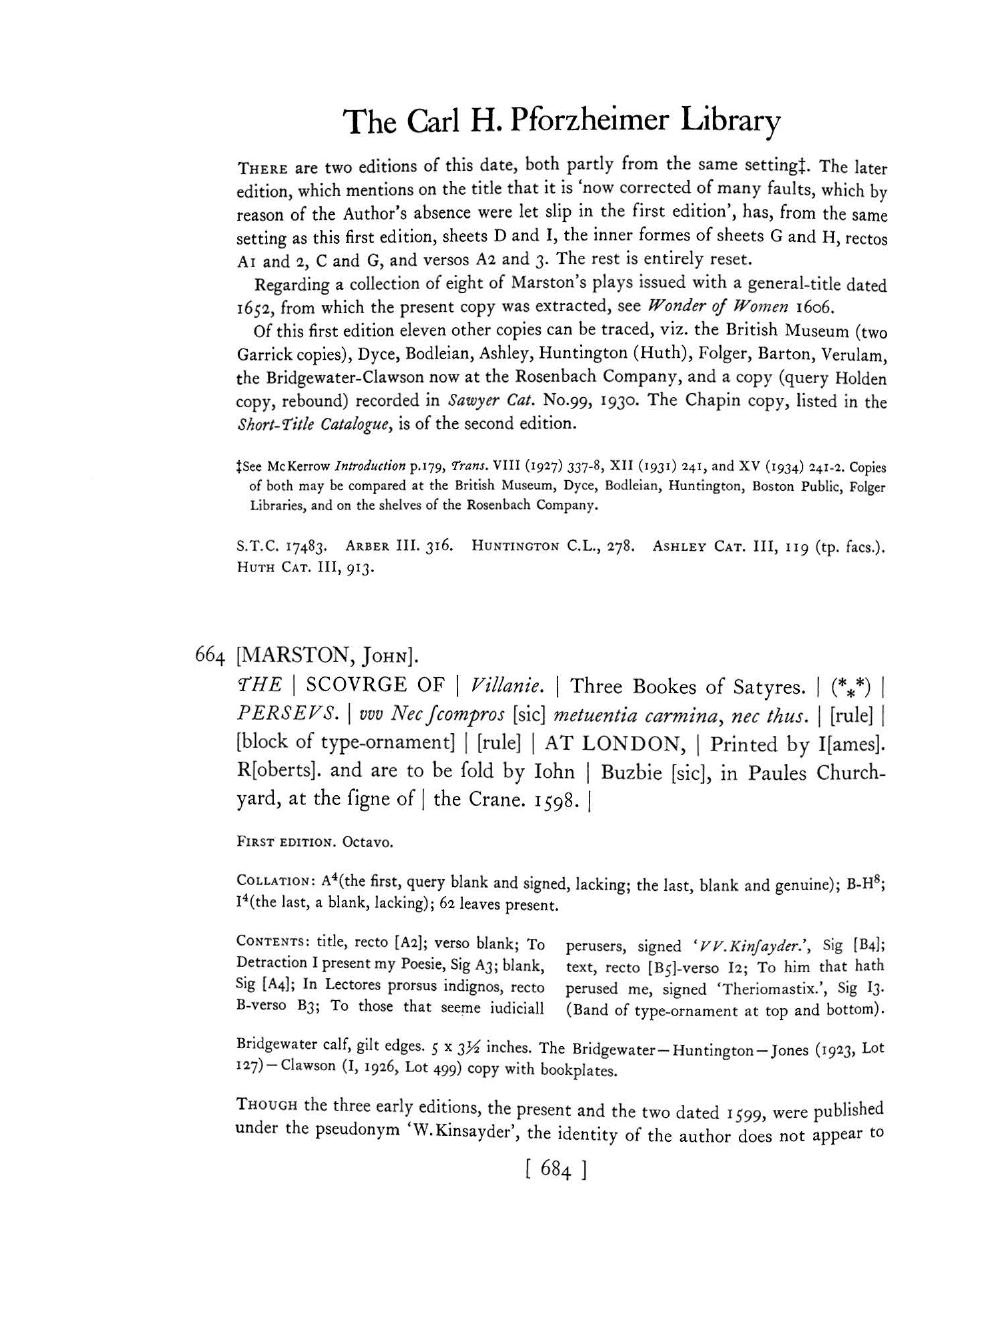 The Carl H. Pforzheimer Library
THERE are two editions of this date, both partly from the same setting‡. The later
edition, which mentions on the title that it is ‘now corrected of many faults, which by
reason of the Author's absence were let slip in the first edition’, has, from the same
setting as this first edition, sheets D and I, the inner formes of sheets G and H, rectos
A1 and 2, C and G, and versos A2 and 3. The rest is entirely reset.
Regarding a collection of eight of Marston's plays issued with a general-title dated
1652, from which the present copy was extracted, see Wonder of Women 1606.
Of this first edition eleven other copies can be traced, viz. the British Museum (two
Garrick copies), Dyce, Bodleian, Ashley, Huntington (Huth), Folger, Barton, Verulam,
the Bridgewater-Clawson now at the Rosenbach Company, and a copy (query Holden
copy, rebound) recorded in Sawyer Cat. No.99, 1930. The Chapin copy, listed in the
Short-Title Catalogue, is of the second edition.
‡See McKerrow Introduction p.179, Trans. VIII (1927) 337-8, XII (1931) 241, and XV (1934) 241-2. Copies
of both may be compared at the British Museum, Dyce, Bodleian, Huntington, Boston Public, Folger
Libraries, and on the shelves of the Rosenbach Company.
S.T.C. 17483. ARBER III. 316. HUNTINGTON C.L., 278. ASHLEY CAT. III, 119 (tp. facs.).
HUTH CAT. III, 913.
664 [MARSTON, JOHN].
THE | SCOVRGE OF | Villanie. | Three Bookes of Satyres. | (*⁎*) |
PERSEVS. | vvv Nec ſcompros [sic] metuentia carmina, nec thus. | [rule] |
[block of type-ornament] | [rule] | AT LONDON, | Printed by I[ames].
R[oberts]. and are to be ſold by Iohn | Buzbie [sic], in Paules Church-
yard, at the ſigne of | the Crane. 1598. |
FIRST EDITION. Octavo.
COLLATION: A⁴(the first, query blank and signed, lacking; the last, blank and genuine); B-H⁸;
I⁴(the last, a blank, lacking); 62 leaves present.
CONTENTS: title, recto [A2]; verso blank; To
Detraction I present my Poesie, Sig A3; blank,
Sig [A4]; In Lectores prorsus indignos, recto
B-verso B3; To those that seeme iudiciall
perusers, signed ‘VV.Kinſayder.’, Sig [B4];
text, recto [B5]-verso I2; To him that hath
perused me, signed ‘Theriomastix.’, Sig I3.
(Band of type-ornament at top and bottom).
Bridgewater calf, gilt edges. 5 x 3½ inches. The Bridgewater—Huntington—Jones (1923, Lot
127)—Clawson (I, 1926, Lot 499) copy with bookplates.
THOUGH the three early editions, the present and the two dated 1599, were published
under the pseudonym ‘W.Kinsayder’, the identity of the author does not appear to
[ 684 ]